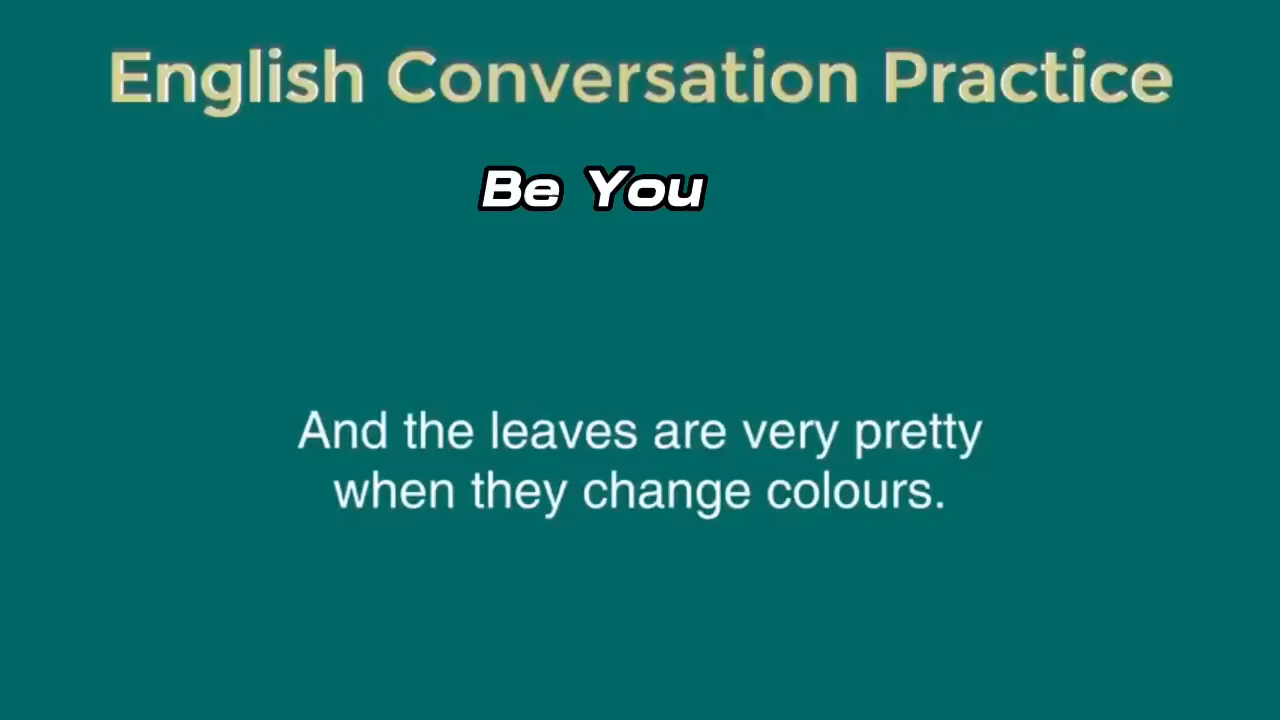 English Conversation Practice
Be You
And the leaves are very pretty
when they change colours.